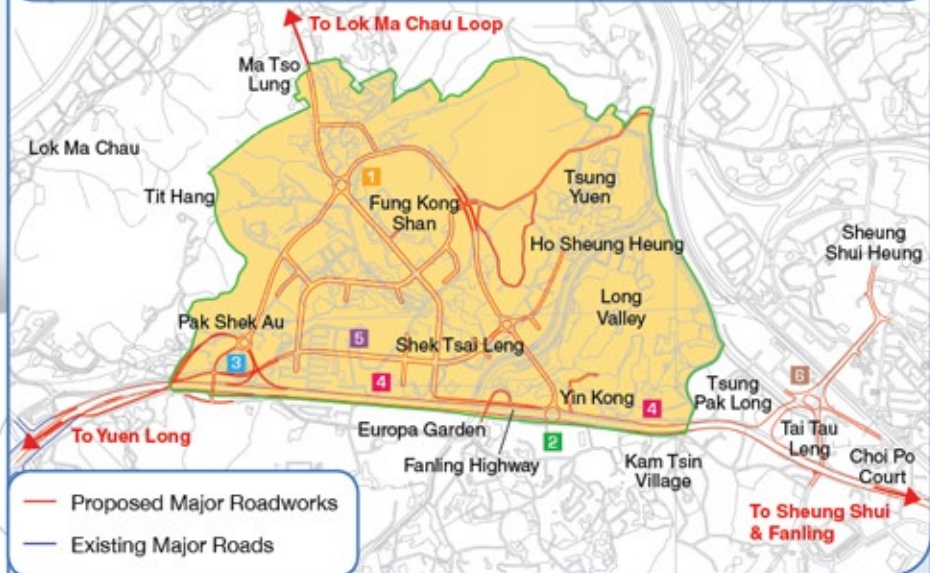 To Lok Ma Chau Loop
Ma Tso
Lung
Lok Ma Chau
Tit Hang
1
Fung Kong
Shan
Tsung
Yuen
Ho Sheung Heung
Sheung
Shui Heung
Long
Valley
Pak Shek Au
5
Shek Tsai Leng
3
4
Yin Kong
4
Tsung
Pak Long
6
To Yuen Long
Europa Garden
2
Fanling Highway
Kam Tsin
Village
Tai Tau
Leng
Choi Po
Court
To Sheung Shui
& Fanling
Proposed Major Roadworks
Existing Major Roads